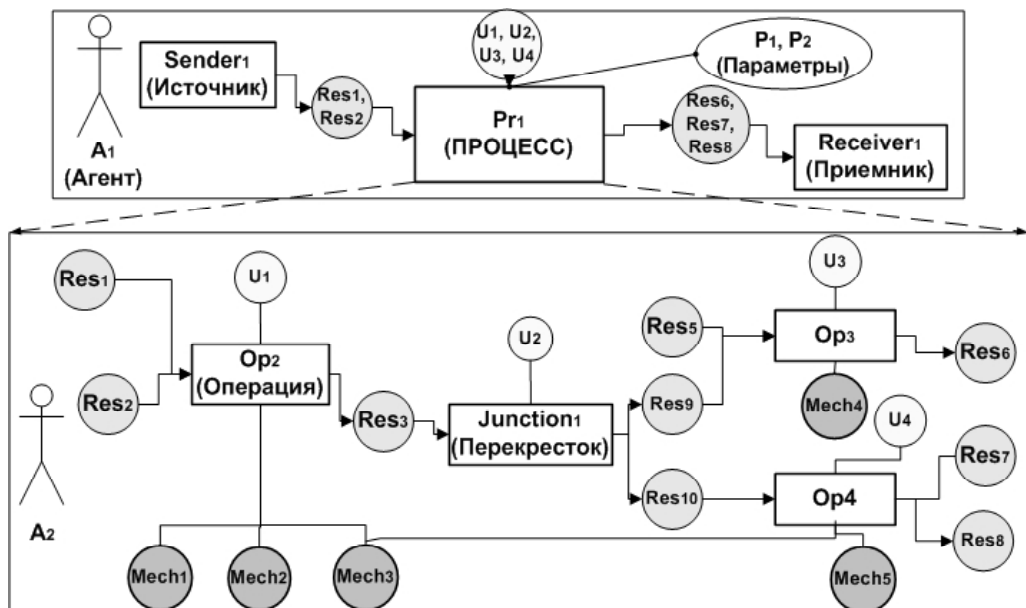 Sender1
(Источник)
A1
(Агент)
Res1,
Res2
U1, U2,
U3, U4
P1, P2
(Параметры)
Pr1
(ПРОЦЕСС)
Res6,
Res7,
Res8
Receiver1
(Приемник)
Res1
Res2
A2
U1
Op2
(Операция)
Res3
U2
Junction1
(Перекресток)
Res5
Res9
Res10
U3
Op3
Mech4
Res6
U4
Op4
Res7
Res8
Mech1
Mech2
Mech3
Mech5